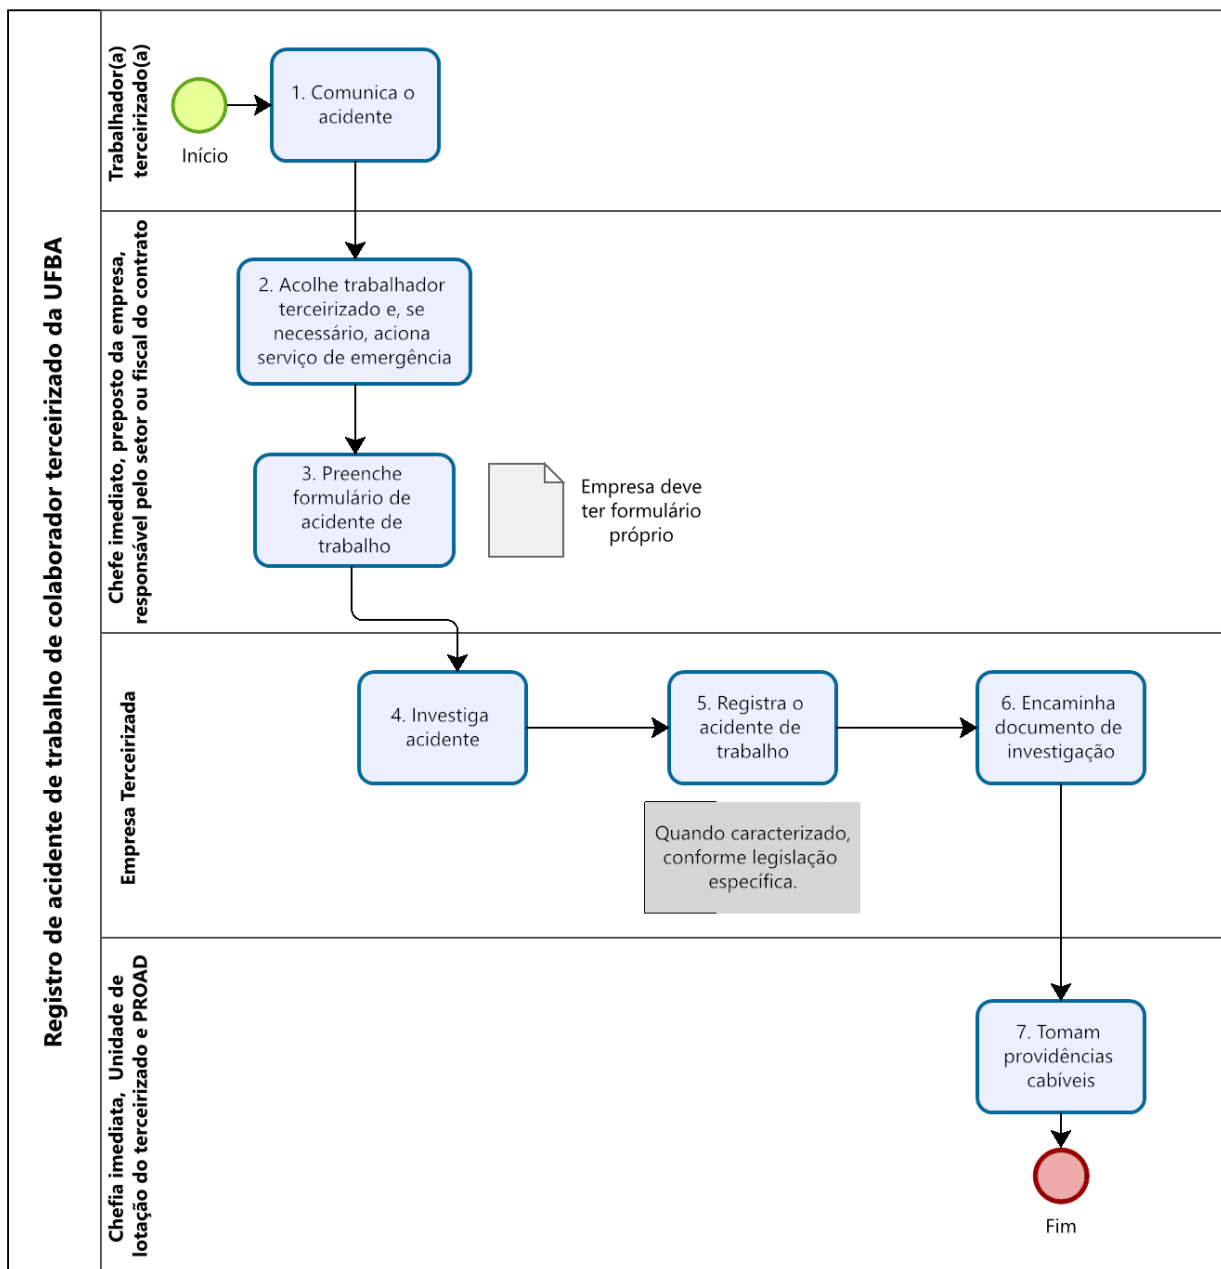 Registro de acidente de trabalho de colaborador terceirizado da UFBA
Trabalhador(a)
terceirizado(a)
Início
1. Comunica o
acidente
Chefe imediato, preposto da empresa,
responsável pelo setor ou fiscal do contrato
2. Acolhe trabalhador
terceirizado e, se
necessário, aciona
serviço de emergência
3. Preenche
formulário de
acidente de
trabalho
Empresa deve
ter formulário
próprio
Empresa Terceirizada
4. Investiga
acidente
5. Registra o
acidente de
trabalho
6. Encaminha
documento de
investigação
Quando caracterizado,
conforme legislação
específica.
Chefia imediata, Unidade de
lotação do terceirizado e PROAD
7. Tomam
providências
cabíveis
Fim